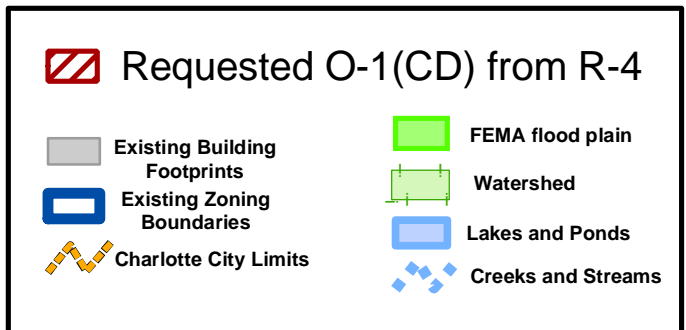 Requested O-1(CD) from R-4
Existing Building
Footprints
Existing Zoning
Boundaries
Charlotte City Limits
FEMA flood plain
Watershed
Lakes and Ponds
Creeks and Streams